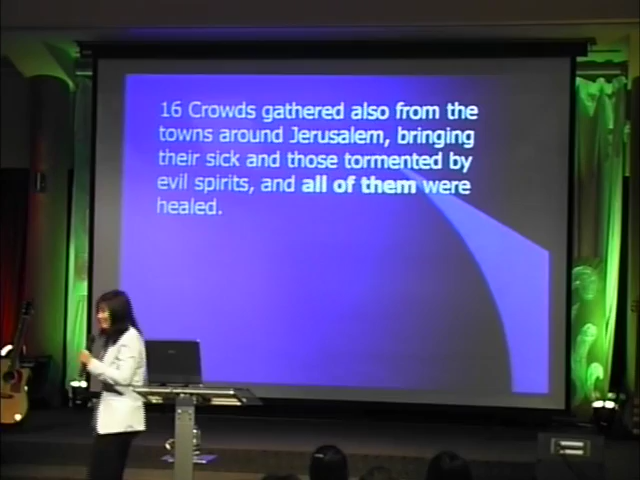 16 Crowds gathered also from the
towns around Jerusalem, bringing
their sick and those tormented by
evil spirits, and all of them were
healed.